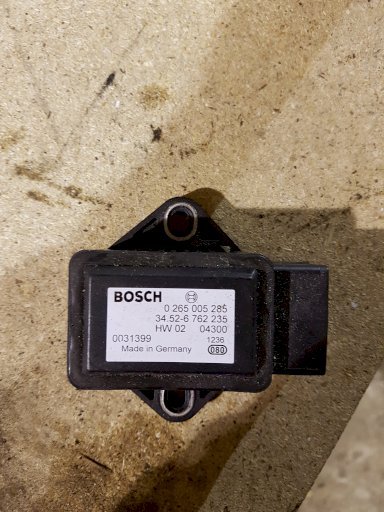 BOSCH
0 265 005 285
34.52-6 762 235
HW 02 04300
0031399 1236
Made in Germany 080